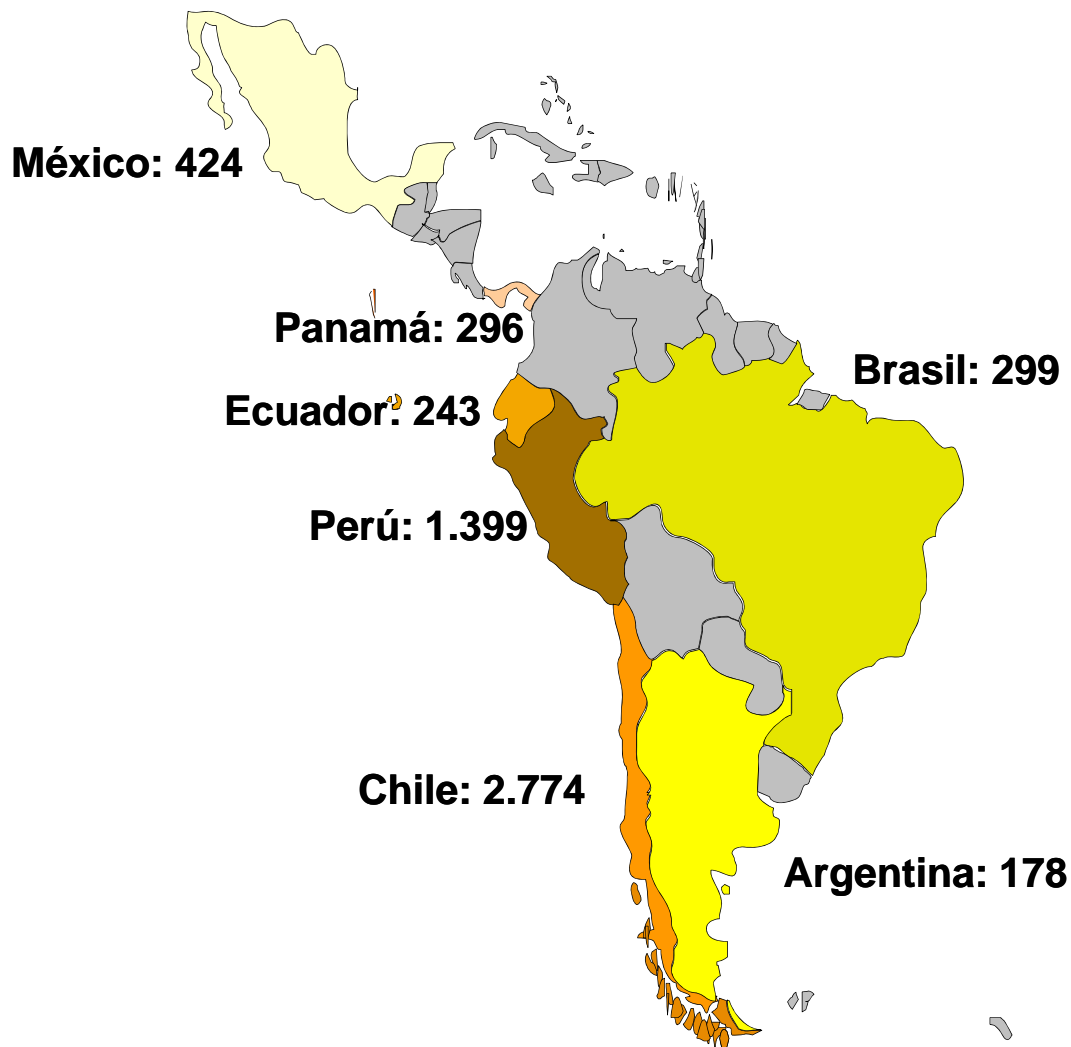 México: 424
Panamá: 296
Brasil: 299
Ecuador: 243
Perú: 1.399
Chile: 2.774
Argentina: 178